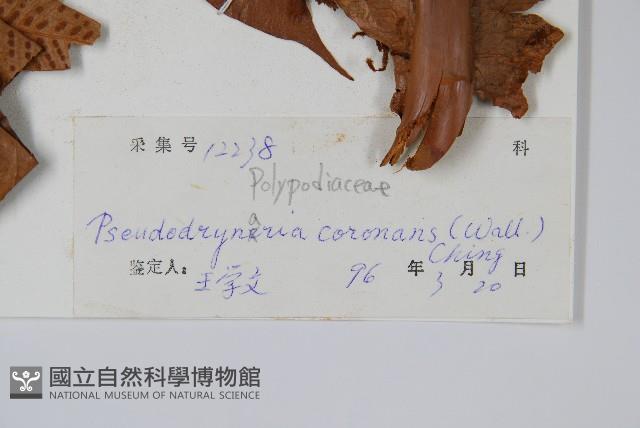 采集号 12238 科
Polypodiaceae
Pseudodrynaria coronans (Wall.)
Ching
鉴定人: 王学文 96 年 3 月 20 日
國立自然科學博物館
NATIONAL MUSEUM OF NATURAL SCIENCE